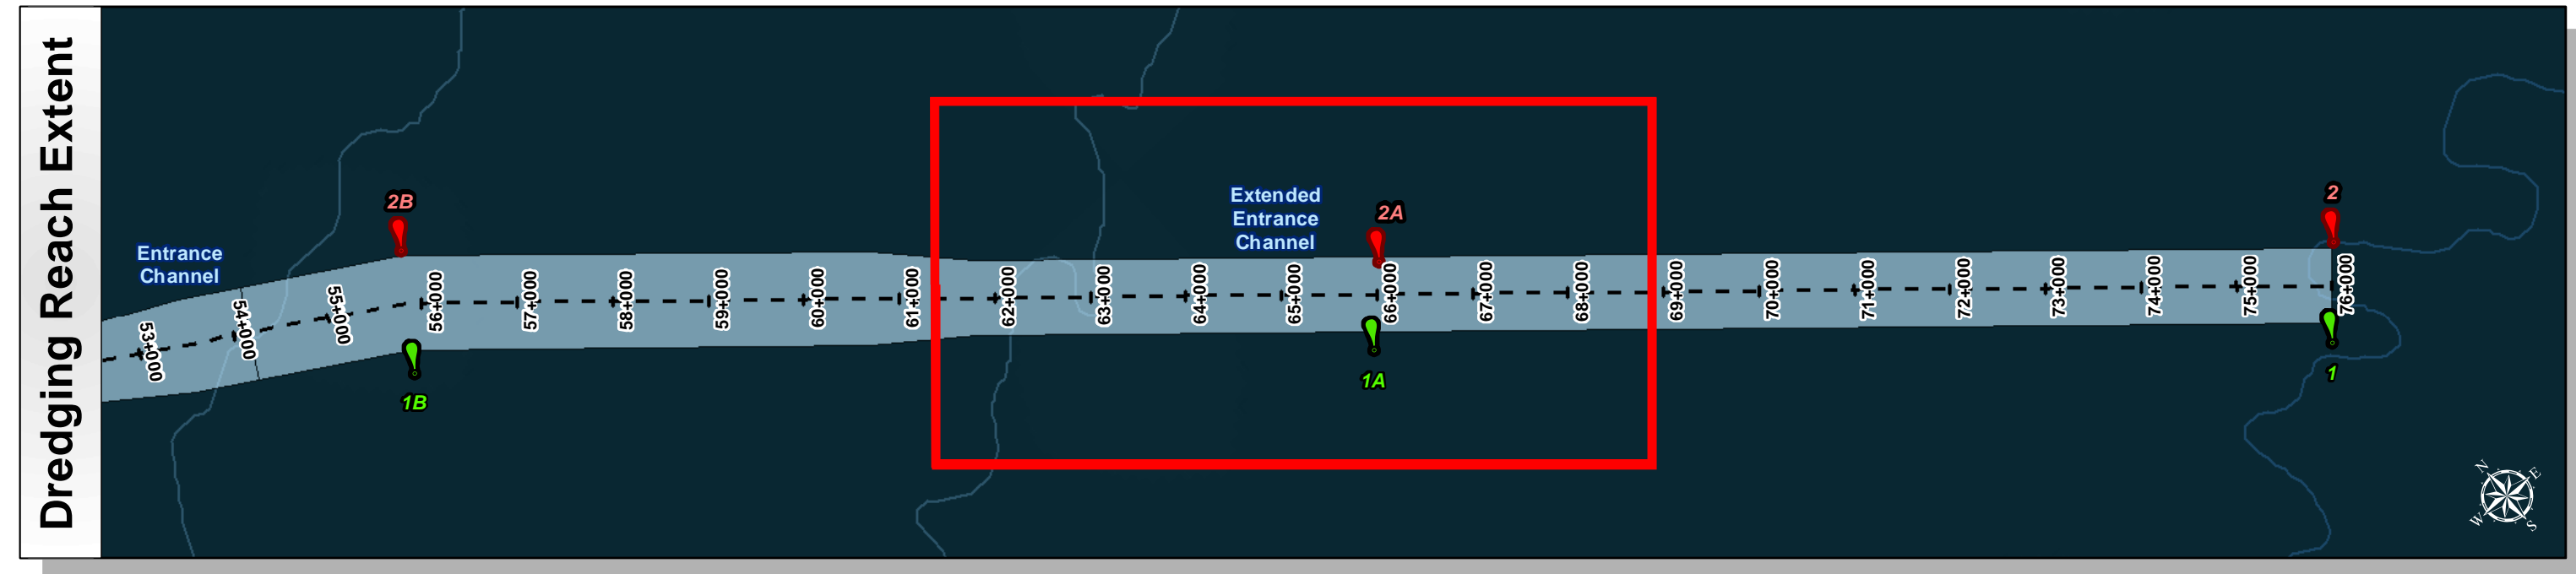 Dredging Reach Extent
Entrance
Channel
2B
1B
Extended
Entrance
Channel
2A
1A
2
1
53+000
54+000
55+000
56+000
57+000
58+000
59+000
60+000
61+000
62+000
63+000
64+000
65+000
66+000
67+000
68+000
69+000
70+000
71+000
72+000
73+000
74+000
75+000
76+000
N
E
W
S